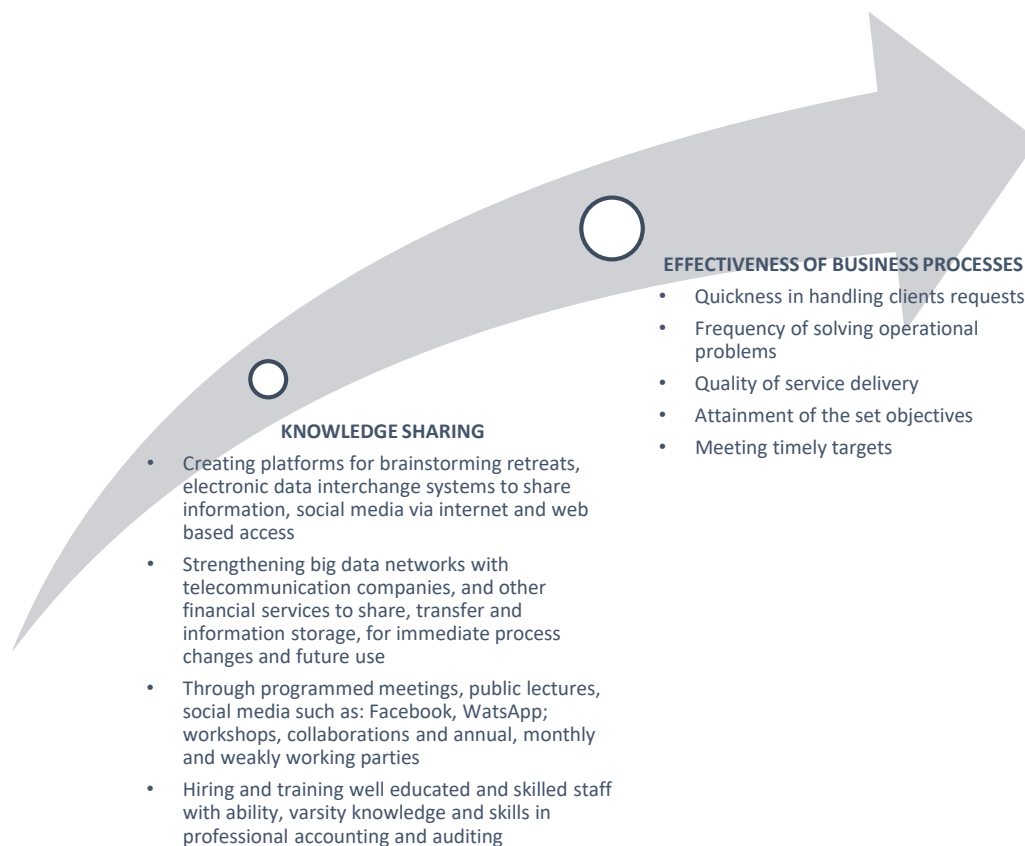 EFFECTIVENESS OF BUSINESS PROCESSES
• Quickness in handling clients requests
• Frequency of solving operational
problems
• Quality of service delivery
• Attainment of the set objectives
• Meeting timely targets
KNOWLEDGE SHARING
• Creating platforms for brainstorming retreats,
electronic data interchange systems to share
information, social media via internet and web
based access
• Strengthening big data networks with
telecommunication companies, and other
financial services to share, transfer and
information storage, for immediate process
changes and future use
• Through programmed meetings, public lectures,
social media such as: Facebook, WatsApp;
workshops, collaborations and annual, monthly
and weakly working parties
• Hiring and training well educated and skilled staff
with ability, varsity knowledge and skills in
professional accounting and auditing